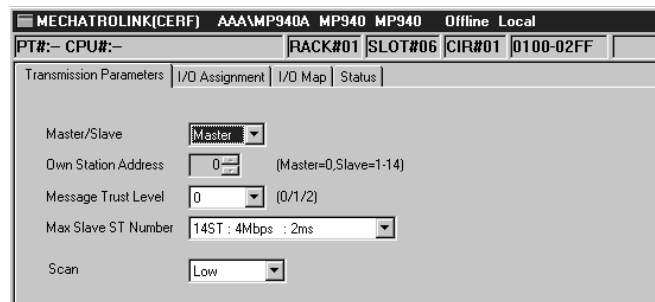 MECHATROLINK(CERF) AAA\MP940A MP940 MP940 Offline Local
PT#:– CPU#:– RACK#01 SLOT#06 CIR#01 0100-02FF
Transmission Parameters I/O Assignment I/O Map Status
Master/Slave Master
Own Station Address 0 (Master=0,Slave=1-14)
Message Trust Level 0 (0/1/2)
Max Slave ST Number 14ST : 4Mbps : 2ms
Scan Low